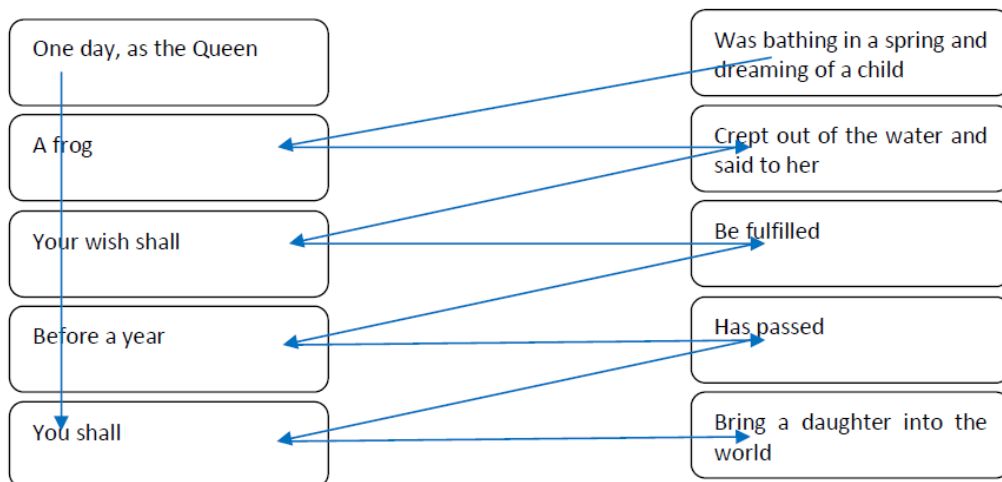 One day, as the Queen
Was bathing in a spring and
dreaming of a child
A frog
Crept out of the water and
said to her
Your wish shall
Be fulfilled
Before a year
Has passed
You shall
Bring a daughter into the
world